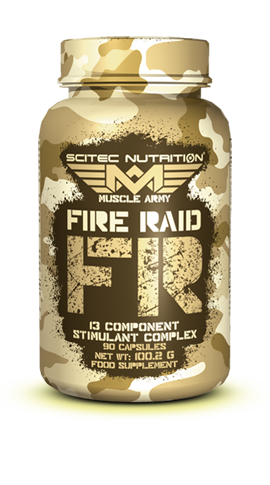 SCITEC NUTRITION
MUSCLE ARMY
FIRE RAID
FR
13 COMPONENT
STIMULANT COMPLEX
90 CAPSULES
NET WT: 100.2 G
FOOD SUPPLEMENT